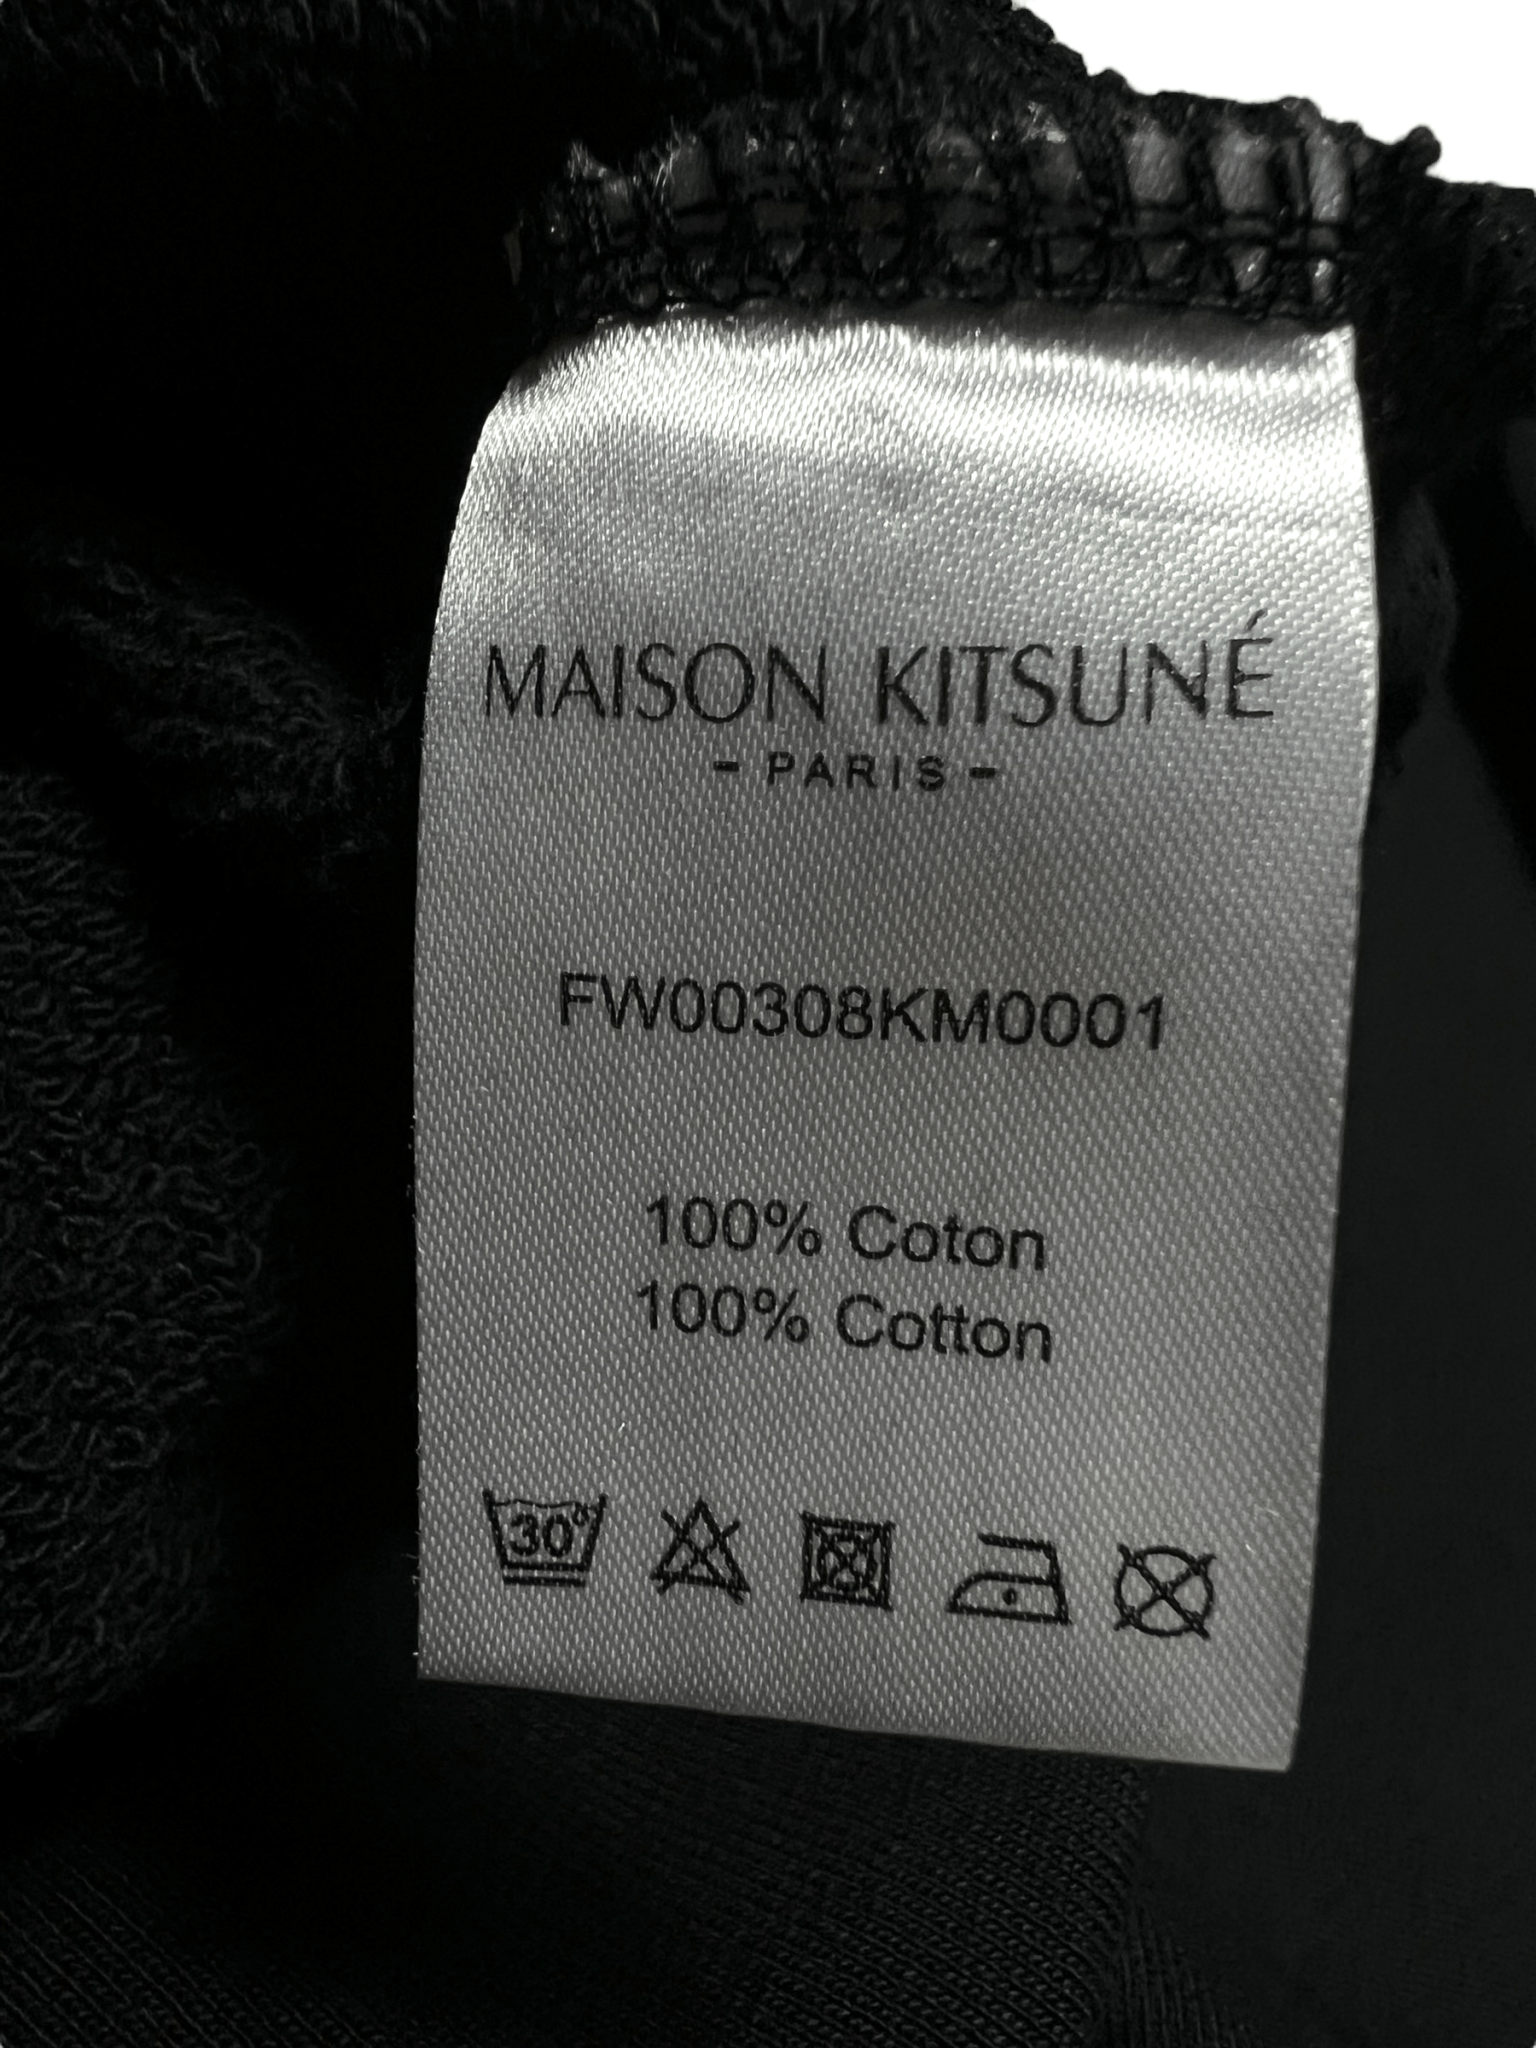 MAISON KITSUNÉ
- PARIS -
FW00308KM0001
100% Coton
100% Cotton
30°